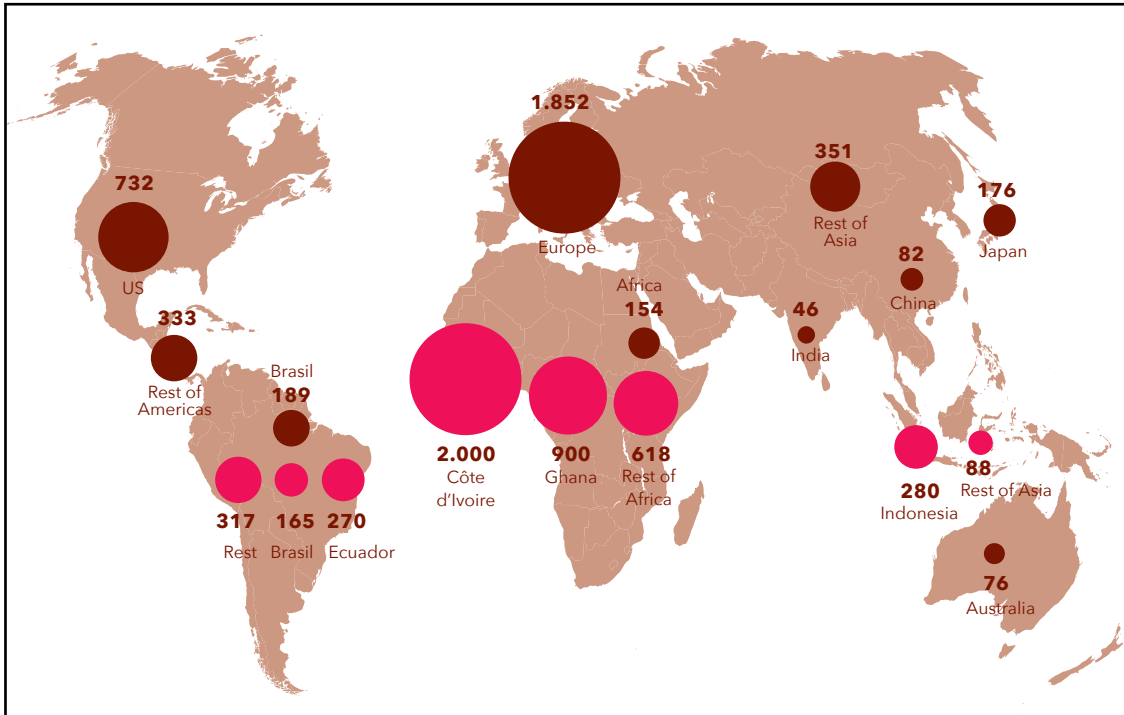 1.852
Europe
732
US
351
Rest of
Asia
176
Japan
82
China
46
India
Africa
154
333
Rest of
Americas
Brasil
189
2.000
Côte
d'Ivoire
900
Ghana
618
Rest of
Africa
317
Rest
165
Brasil
270
Ecuador
280
Indonesia
88
Rest of Asia
76
Australia